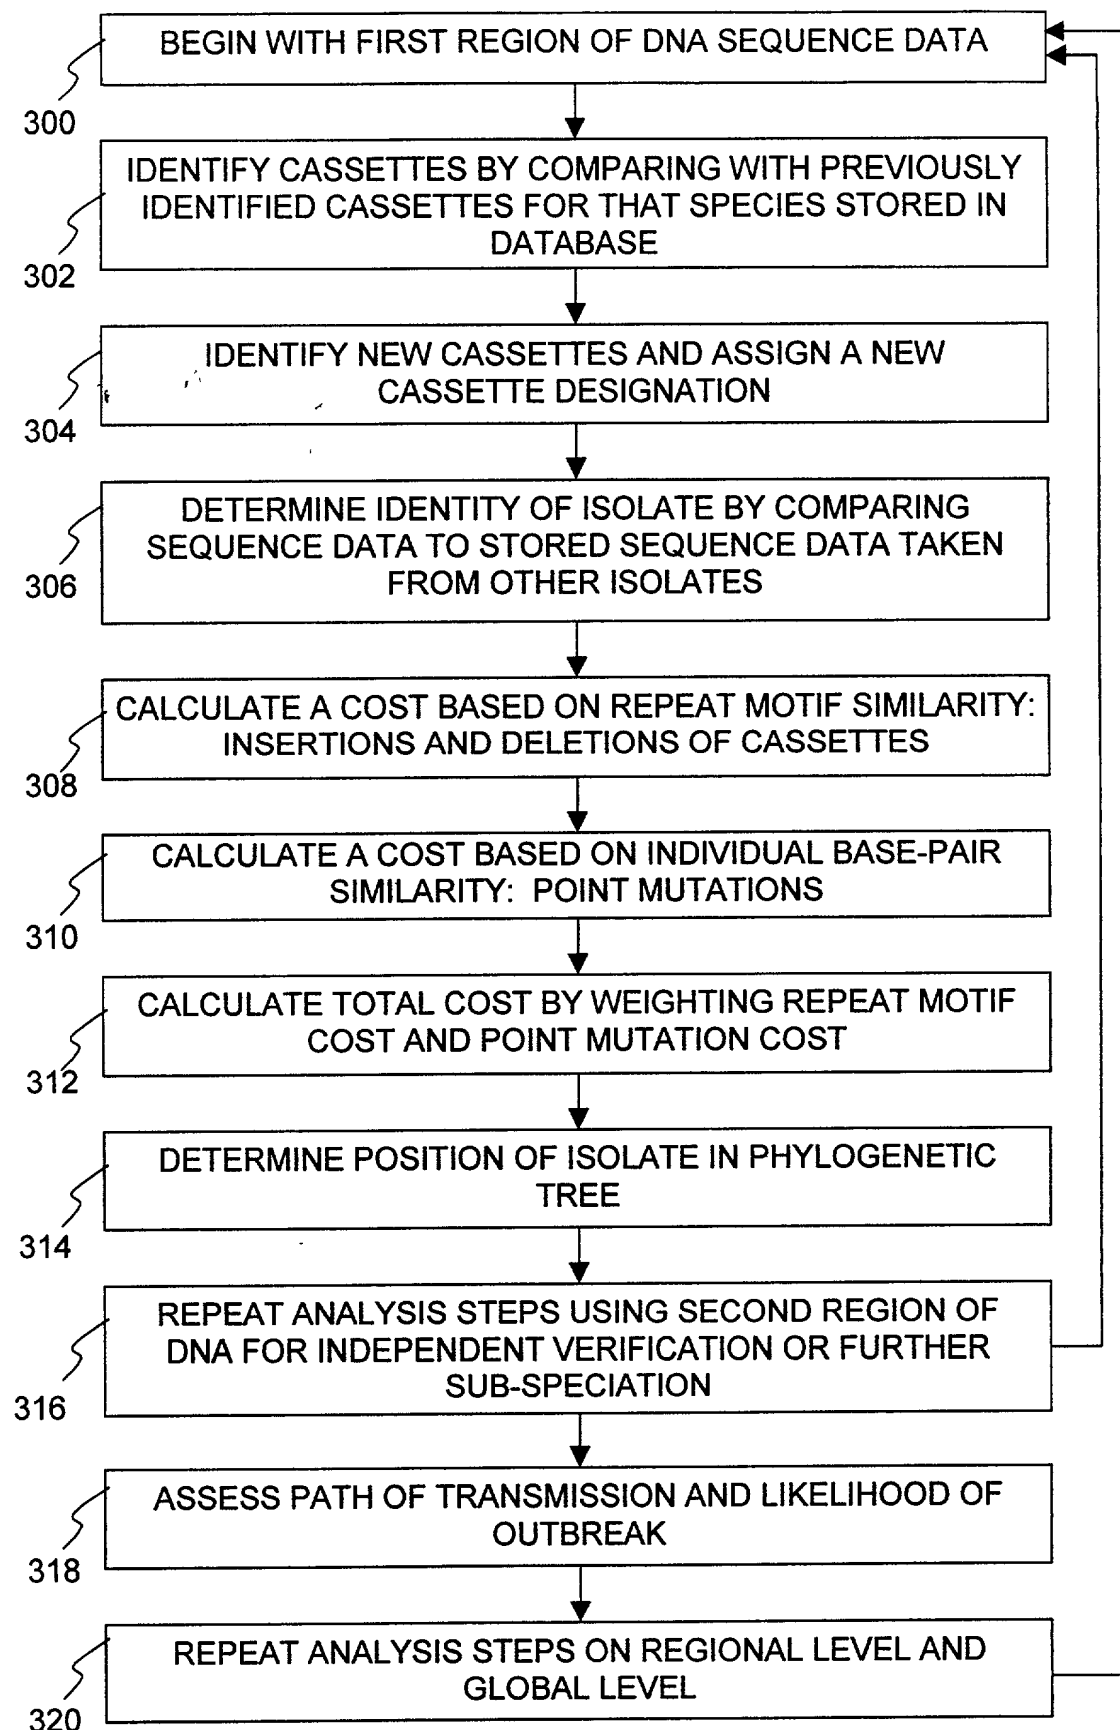 BEGIN WITH FIRST REGION OF DNA SEQUENCE DATA
300
IDENTIFY CASSETTES BY COMPARING WITH PREVIOUSLY
IDENTIFIED CASSETTES FOR THAT SPECIES STORED IN
DATABASE
302
IDENTIFY NEW CASSETTES AND ASSIGN A NEW
CASSETTE DESIGNATION
304
DETERMINE IDENTITY OF ISOLATE BY COMPARING
SEQUENCE DATA TO STORED SEQUENCE DATA TAKEN
FROM OTHER ISOLATES
306
CALCULATE A COST BASED ON REPEAT MOTIF SIMILARITY:
INSERTIONS AND DELETIONS OF CASSETTES
308
CALCULATE A COST BASED ON INDIVIDUAL BASE-PAIR
SIMILARITY: POINT MUTATIONS
310
CALCULATE TOTAL COST BY WEIGHTING REPEAT MOTIF
COST AND POINT MUTATION COST
312
DETERMINE POSITION OF ISOLATE IN PHYLOGENETIC
TREE
314
REPEAT ANALYSIS STEPS USING SECOND REGION OF
DNA FOR INDEPENDENT VERIFICATION OR FURTHER
SUB-SPECIATION
316
ASSESS PATH OF TRANSMISSION AND LIKELIHOOD OF
OUTBREAK
318
REPEAT ANALYSIS STEPS ON REGIONAL LEVEL AND
GLOBAL LEVEL
320